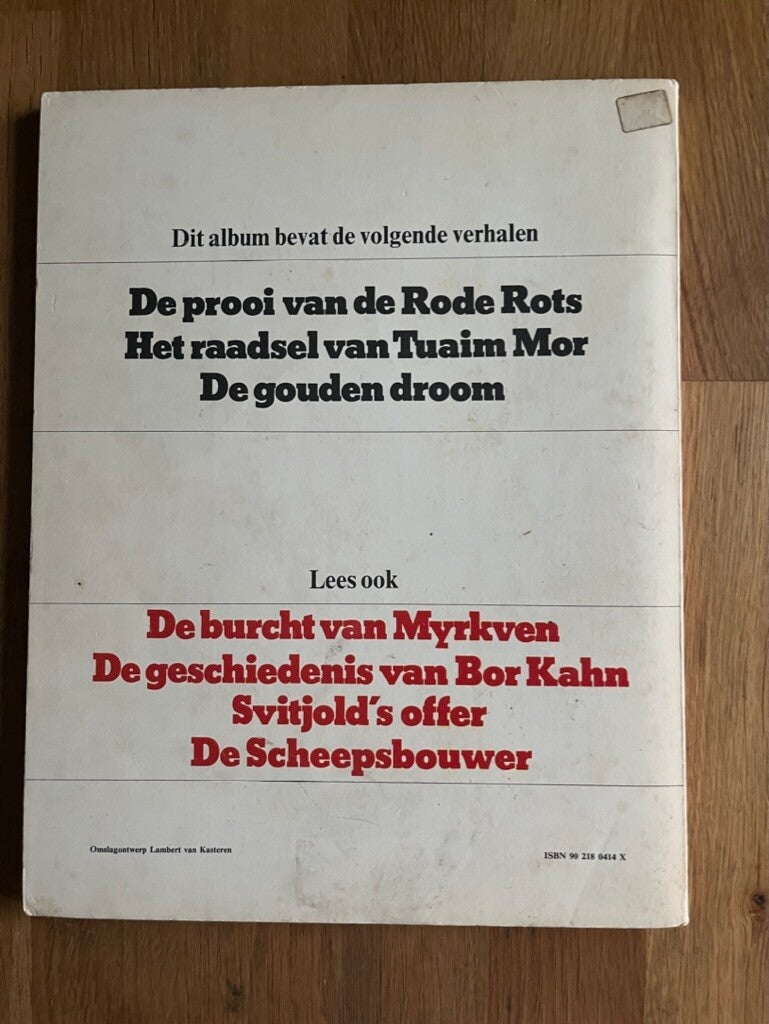 Dit album bevat de volgende verhalen
De prooi van de Rode Rots
Het raadsel van Tuaim Mor
De gouden droom
Lees ook
De burcht van Myrkven
De geschiedenis van Bor Kahn
Svitjold's offer
De Scheepsbouwer
Omslagontwerp Lambert van Kasteren
ISBN 90 218 0414 X